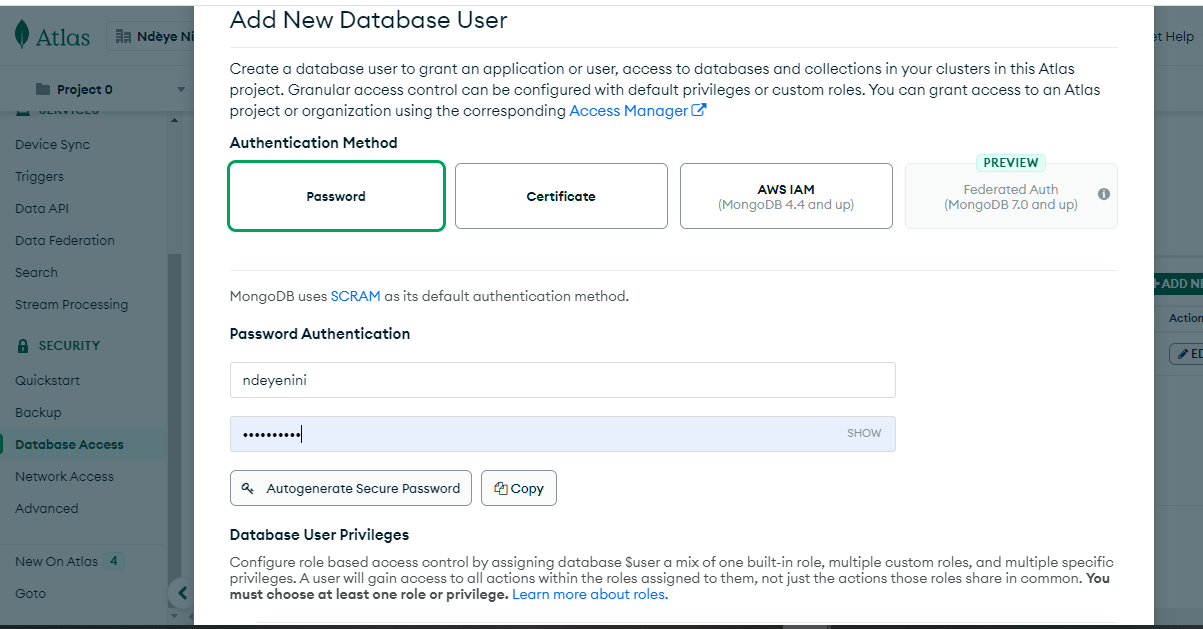 Add New Database User
Atlas
Ndèye Ni
et Help
Project 0
Create a database user to grant an application or user, access to databases and collections in your clusters in this Atlas
project. Granular access control can be configured with default privileges or custom roles. You can grant access to an Atlas
project or organization using the corresponding Access Manager
SERVICES
Device Sync
Triggers
Data API
Data Federation
Search
Stream Processing
SECURITY
Quickstart
Backup
Database Access
Network Access
Advanced
New On Atlas 4
Goto
Authentication Method
Password
Certificate
AWS IAM
(MongoDB 4.4 and up)
PREVIEW
Federated Auth
(MongoDB 7.0 and up)
MongoDB uses SCRAM as its default authentication method.
Password Authentication
ndeyenini
•••••••••• SHOW
Autogenerate Secure Password
Copy
Database User Privileges
Configure role based access control by assigning database $user a mix of one built-in role, multiple custom roles, and multiple specific
privileges. A user will gain access to all actions within the roles assigned to them, not just the actions those roles share in common. You
must choose at least one role or privilege. Learn more about roles.
+ADD NE
Action
ED